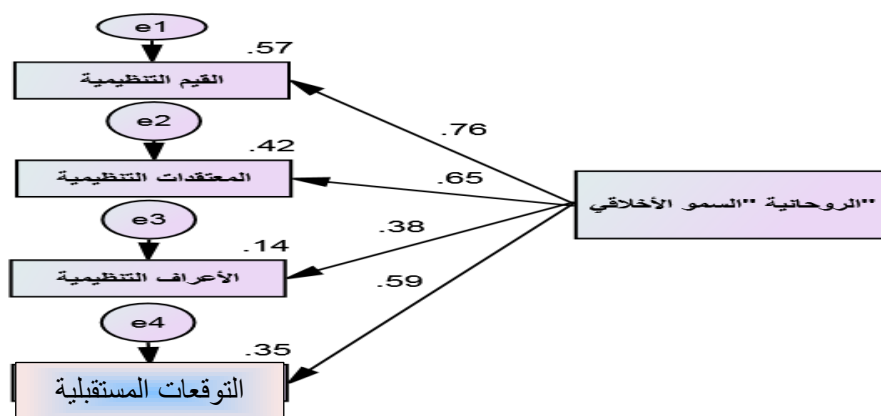 e1
.57
القيم التنظيمية
e2
.76
.42
المعتقدات التنظيمية
.65
الروحانية "السمو الأخلاقي"
e3
.38
.14
الأعراف التنظيمية
.59
e4
.35
التوقعات المستقبلية